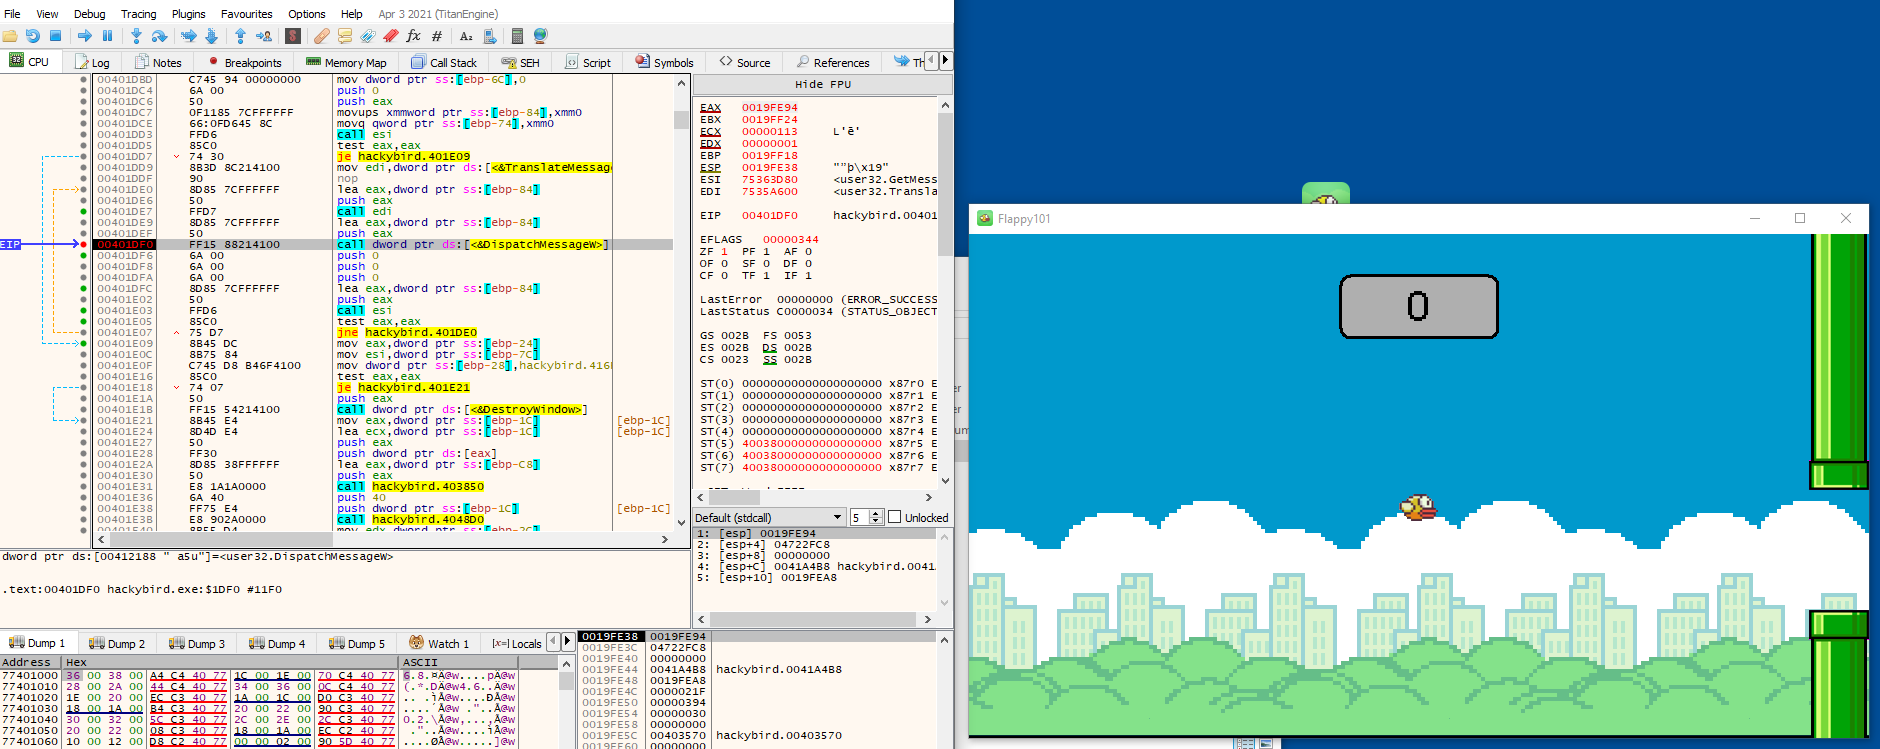 File View Debug Tracing Plugins Favourites Options Help Apr 3 2021 (TitanEngine)
CPU Log Notes Breakpoints Memory Map Call Stack SEH Script Symbols Source References Th
00401DBD C745 94 00000000 mov dword ptr ss:[ebp-6C],0
00401DC4 6A 00 push 0
00401DC6 50 push eax
00401DC7 0F1185 7CFFFFFF movups xmmword ptr ss:[ebp-84],xmm0
00401DCE 66:0FD645 8C movq qword ptr ss:[ebp-74],xmm0
00401DD3 FFD6 call esi
00401DD5 85C0 test eax,eax
00401DD7 74 30 je hackybird.401E09
00401DD9 8B3D 8C214100 mov edi,dword ptr ds:[<&TranslateMessage
00401DDF 90 nop
00401DE0 8D85 7CFFFFFF lea eax,dword ptr ss:[ebp-84]
00401DE6 50 push eax
00401DE7 FFD7 call edi
00401DE9 8D85 7CFFFFFF lea eax,dword ptr ss:[ebp-84]
00401DEF 50 push eax
EIP 00401DF0 FF15 88214100 call dword ptr ds:[<&DispatchMessageW>]
00401DF6 6A 00 push 0
00401DF8 6A 00 push 0
00401DFA 6A 00 push 0
00401DFC 8D85 7CFFFFFF lea eax,dword ptr ss:[ebp-84]
00401E02 50 push eax
00401E03 FFD6 call esi
00401E05 85C0 test eax,eax
00401E07 75 D7 jne hackybird.401DE0
00401E09 8B45 DC mov eax,dword ptr ss:[ebp-24]
00401E0C 8B75 84 mov esi,dword ptr ss:[ebp-7C]
00401E0F C745 D8 B46F4100 mov dword ptr ss:[ebp-28],hackybird.416
00401E16 85C0 test eax,eax
00401E18 74 07 je hackybird.401E21
00401E1A 50 push eax
00401E1B FF15 54214100 call dword ptr ds:[<&DestroyWindow>]
00401E21 8B45 E4 mov eax,dword ptr ss:[ebp-1C] [ebp-1C]
00401E24 8D4D E4 lea ecx,dword ptr ss:[ebp-1C] [ebp-1C]
00401E27 50 push eax
00401E28 FF30 push dword ptr ds:[eax]
00401E2A 8D85 38FFFFFF lea eax,dword ptr ss:[ebp-C8]
00401E30 50 push eax
00401E31 E8 1A1A0000 call hackybird.403850
00401E36 6A 40 push 40
00401E38 FF75 E4 push dword ptr ss:[ebp-1C] [ebp-1C]
00401E3B E8 902A0000 call hackybird.4048D0
dword ptr ds:[00412188 " a5u"]=<user32.DispatchMessageW>
.text:00401DF0 hackybird.exe:$1DF0 #11F0
Hide FPU
EAX 0019FE94
EBX 0019FF24
ECX 00000113 L'ē'
EDX 00000001
EBP 0019FF18
ESP 0019FE38 "”þ\x19"
ESI 75363D80 <user32.GetMess
EDI 7535A600 <user32.Transla
EIP 00401DF0 hackybird.00401
EFLAGS 00000344
ZF 1 PF 1 AF 0
OF 0 SF 0 DF 0
CF 0 TF 1 IF 1
LastError 00000000 (ERROR_SUCCESS
LastStatus C0000034 (STATUS_OBJECT
GS 002B FS 0053
ES 002B DS 002B
CS 0023 SS 002B
ST(0) 00000000000000000000 x87r0 E
ST(1) 00000000000000000000 x87r1 E
ST(2) 00000000000000000000 x87r2 E
ST(3) 00000000000000000000 x87r3 E
ST(4) 00000000000000000000 x87r4 E
ST(5) 40038000000000000000 x87r5 E
ST(6) 40038000000000000000 x87r6 E
ST(7) 40038000000000000000 x87r7 E
Default (stdcall) 5 Unlocked
1: [esp] 0019FE94
2: [esp+4] 04722FC8
3: [esp+8] 00000000
4: [esp+C] 0041A4B8 hackybird.0041
5: [esp+10] 0019FEA8
Dump 1 Dump 2 Dump 3 Dump 4 Dump 5 Watch 1 [x=] Locals
Address Hex ASCII
77401000 36 00 38 00 A4 C4 40 77 1C 00 1E 00 70 C4 40 77 6.8.¤Ä@w....pÄ@w
77401010 28 00 2A 00 44 C4 40 77 34 00 36 00 0C C4 40 77 (.*.DÄ@w4.6..Ä@w
77401020 1E 00 20 00 EC C3 40 77 1A 00 1C 00 D0 C3 40 77 .. .ìÃ@w....ÐÃ@w
77401030 18 00 1A 00 B4 C3 40 77 20 00 22 00 90 C3 40 77 ....´Ã@w ."..Ã@w
77401040 30 00 32 00 5C C3 40 77 2C 00 2E 00 2C C3 40 77 0.2.\Ã@w,...,Ã@w
77401050 20 00 22 00 08 C3 40 77 18 00 1A 00 EC C2 40 77 ."..Ã@w....ìÂ@w
77401060 10 00 12 00 D8 C2 40 77 00 00 02 00 90 5D 40 77 ....ØÂ@w.....]@w
0019FE38 0019FE94
0019FE3C 04722FC8
0019FE40 00000000
0019FE44 0041A4B8 hackybird.0041A4B8
0019FE48 0019FEA8
0019FE4C 0000021F
0019FE50 00000394
0019FE54 00000030
0019FE58 00000000
0019FE5C 00403570 hackybird.00403570
0019FE60 00000000
Flappy101
0